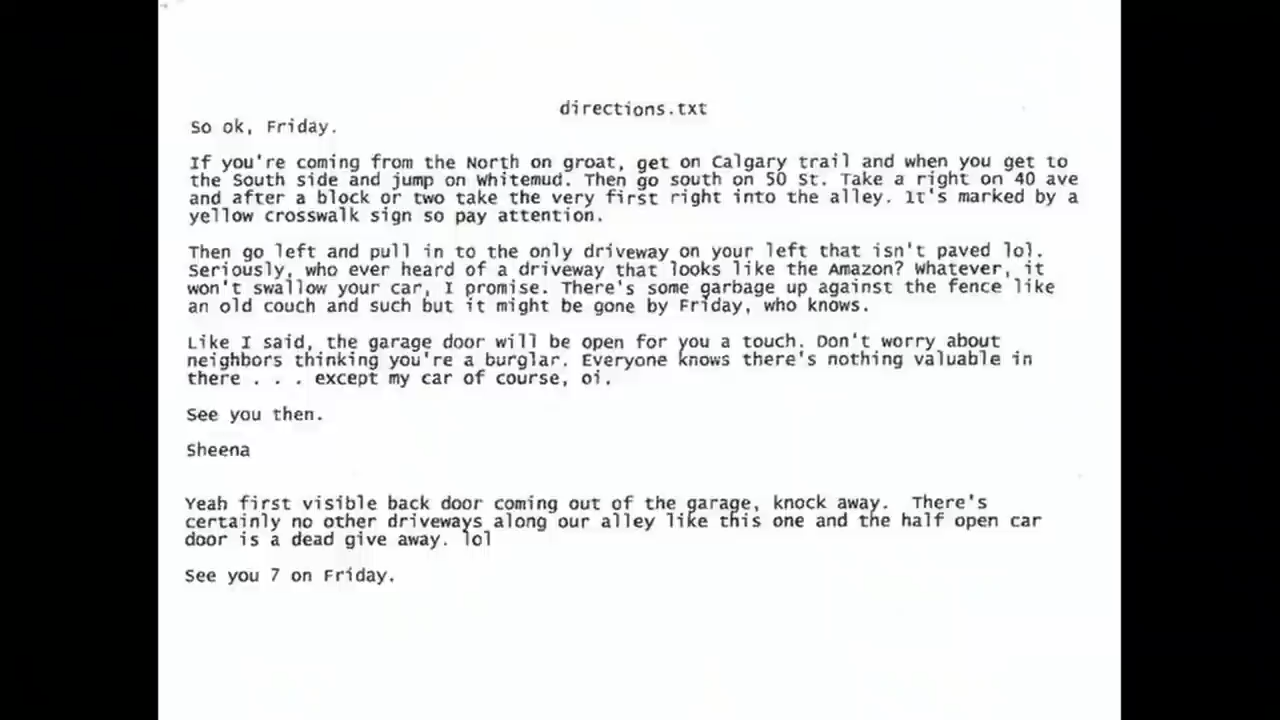 directions.txt
So ok, Friday.
If you're coming from the North on groat, get on Calgary trail and when you get to
the South side and jump on Whitemud. Then go south on 50 St. Take a right on 40 ave
and after a block or two take the very first right into the alley. It's marked by a
yellow crosswalk sign so pay attention.
Then go left and pull in to the only driveway on your left that isn't paved lol.
Seriously, who ever heard of a driveway that looks like the Amazon? Whatever, it
won't swallow your car, I promise. There's some garbage up against the fence like
an old couch and such but it might be gone by Friday, who knows.
Like I said, the garage door will be open for you a touch. Don't worry about
neighbors thinking you're a burglar. Everyone knows there's nothing valuable in
there . . . except my car of course, oi.
See you then.
Sheena
Yeah first visible back door coming out of the garage, knock away.  There's
certainly no other driveways along our alley like this one and the half open car
door is a dead give away. lol
See you 7 on Friday.